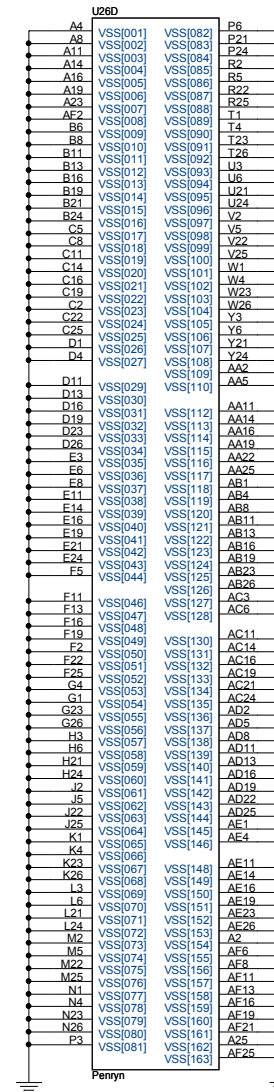 U26D
A4 VSS[001] VSS[082] P6
A8 VSS[002] VSS[083] P21
A11 VSS[003] VSS[084] P24
A14 VSS[004] VSS[085] R2
A16 VSS[005] VSS[086] R5
A19 VSS[006] VSS[087] R22
A23 VSS[007] VSS[088] R25
AF2 VSS[008] VSS[089] T1
B6 VSS[009] VSS[090] T4
B8 VSS[010] VSS[091] T23
B11 VSS[011] VSS[092] T26
B13 VSS[012] VSS[093] U3
B16 VSS[013] VSS[094] U6
B19 VSS[014] VSS[095] U21
B21 VSS[015] VSS[096] U24
B24 VSS[016] VSS[097] V2
C5 VSS[017] VSS[098] V5
C8 VSS[018] VSS[099] V22
C11 VSS[019] VSS[100] V25
C14 VSS[020] VSS[101] W1
C16 VSS[021] VSS[102] W4
C19 VSS[022] VSS[103] W23
C2 VSS[023] VSS[104] W26
C22 VSS[024] VSS[105] Y3
C25 VSS[025] VSS[106] Y6
D1 VSS[026] VSS[107] Y21
D4 VSS[027] VSS[108] Y24
VSS[109] AA2
D11 VSS[029] VSS[110] AA5
D13 VSS[030]
D16 VSS[031] VSS[112] AA11
D19 VSS[032] VSS[113] AA14
D23 VSS[033] VSS[114] AA16
D26 VSS[034] VSS[115] AA19
E3 VSS[035] VSS[116] AA22
E6 VSS[036] VSS[117] AA25
E8 VSS[037] VSS[118] AB1
E11 VSS[038] VSS[119] AB4
E14 VSS[039] VSS[120] AB8
E16 VSS[040] VSS[121] AB11
E19 VSS[041] VSS[122] AB13
E21 VSS[042] VSS[123] AB16
E24 VSS[043] VSS[124] AB19
F5 VSS[044] VSS[125] AB23
VSS[126] AB26
F11 VSS[046] VSS[127] AC3
F13 VSS[047] VSS[128] AC6
F16 VSS[048]
F19 VSS[049] VSS[130] AC11
F2 VSS[050] VSS[131] AC14
F22 VSS[051] VSS[132] AC16
F25 VSS[052] VSS[133] AC19
G4 VSS[053] VSS[134] AC21
G1 VSS[054] VSS[135] AC24
G23 VSS[055] VSS[136] AD2
G26 VSS[056] VSS[137] AD5
H3 VSS[057] VSS[138] AD8
H6 VSS[058] VSS[139] AD11
H21 VSS[059] VSS[140] AD13
H24 VSS[060] VSS[141] AD16
J2 VSS[061] VSS[142] AD19
J5 VSS[062] VSS[143] AD22
J22 VSS[063] VSS[144] AD25
J25 VSS[064] VSS[145] AE1
K1 VSS[065] VSS[146] AE4
K4 VSS[066]
K23 VSS[067] VSS[148] AE11
K26 VSS[068] VSS[149] AE14
L3 VSS[069] VSS[150] AE16
L6 VSS[070] VSS[151] AE19
L21 VSS[071] VSS[152] AE23
L24 VSS[072] VSS[153] AE26
M2 VSS[073] VSS[154] A2
M5 VSS[074] VSS[155] AF6
M22 VSS[075] VSS[156] AF8
M25 VSS[076] VSS[157] AF11
N1 VSS[077] VSS[158] AF13
N4 VSS[078] VSS[159] AF16
N23 VSS[079] VSS[160] AF19
N26 VSS[080] VSS[161] AF21
P3 VSS[081] VSS[162] A25
VSS[163] AF25
Penryn